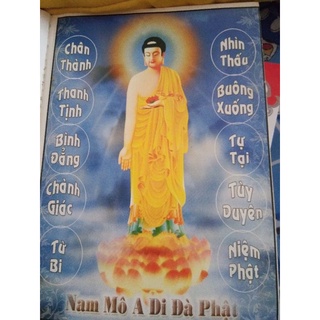 Chân
Thành
Thanh
Tịnh
Bình
Đẳng
Chánh
Giác
Từ
Bi
Nhìn
Thấu
Buông
Xuống
Tự
Tại
Tùy
Duyên
Niệm
Phật
Nam Mô A Di Đà Phật